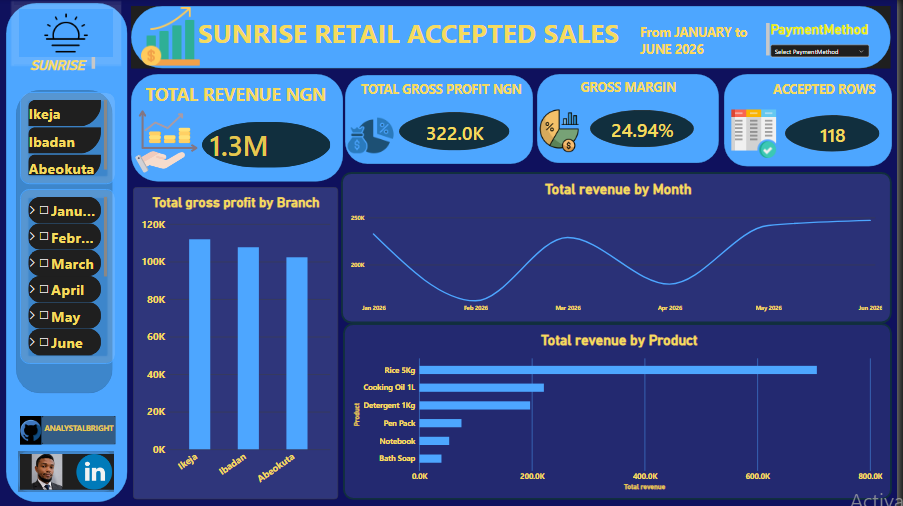 SUNRISE RETAIL ACCEPTED SALES
From JANUARY to
JUNE 2026
PaymentMethod
Select PaymentMethod
SUNRISE
Ikeja
Ibadan
Abeokuta
Janu...
Febr...
March
April
May
June
ANALYSTALBRIGHT
in
TOTAL REVENUE NGN
1.3M
TOTAL GROSS PROFIT NGN
322.0K
GROSS MARGIN
24.94%
ACCEPTED ROWS
118
Total gross profit by Branch
120K
100K
80K
60K
40K
20K
0K
Ikeja
Ibadan
Abeokuta
Total revenue by Month
250K
200K
Jan 2026
Feb 2026
Mar 2026
Apr 2026
May 2026
Jun 2026
Total revenue by Product
Product
Rice 5Kg
Cooking Oil 1L
Detergent 1Kg
Pen Pack
Notebook
Bath Soap
0.0K
200.0K
400.0K
600.0K
800.0K
Total revenue
Activa